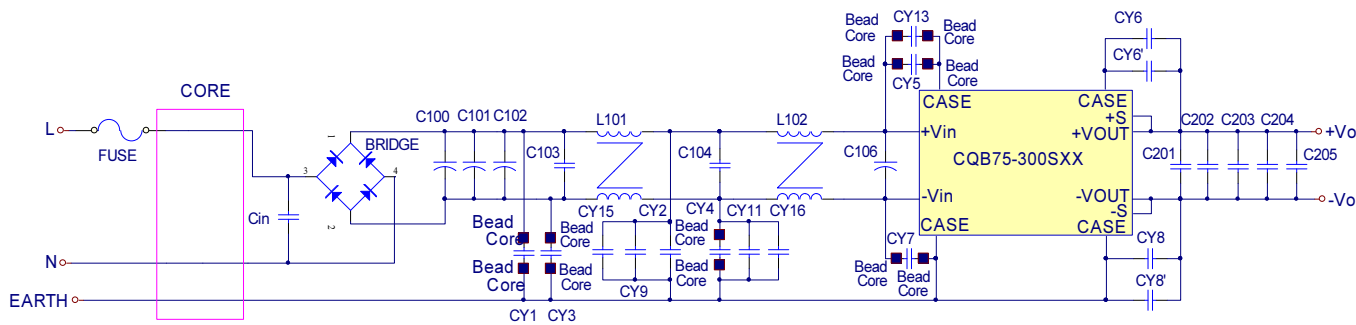 Bead
Core
CY13
Bead
Core
CY6
Bead
Core
CY5
Bead
Core
CY6'
CORE
L
FUSE
1
BRIDGE
3
4
2
Cin
N
EARTH
C100
C101
C102
C103
L101
C104
L102
C106
CASE
CASE
+S
+Vin
+VOUT
CQB75-300SXX
-Vin
-VOUT
-S
CASE
CASE
C201
C202
C203
C204
C205
+Vo
-Vo
Bead
Core
Bead
Core
Bead
Core
Bead
Core
CY1
CY3
CY15
CY2
CY9
CY4
CY11
CY16
Bead
Core
Bead
Core
CY7
Bead
Core
Bead
Core
CY8
CY8'